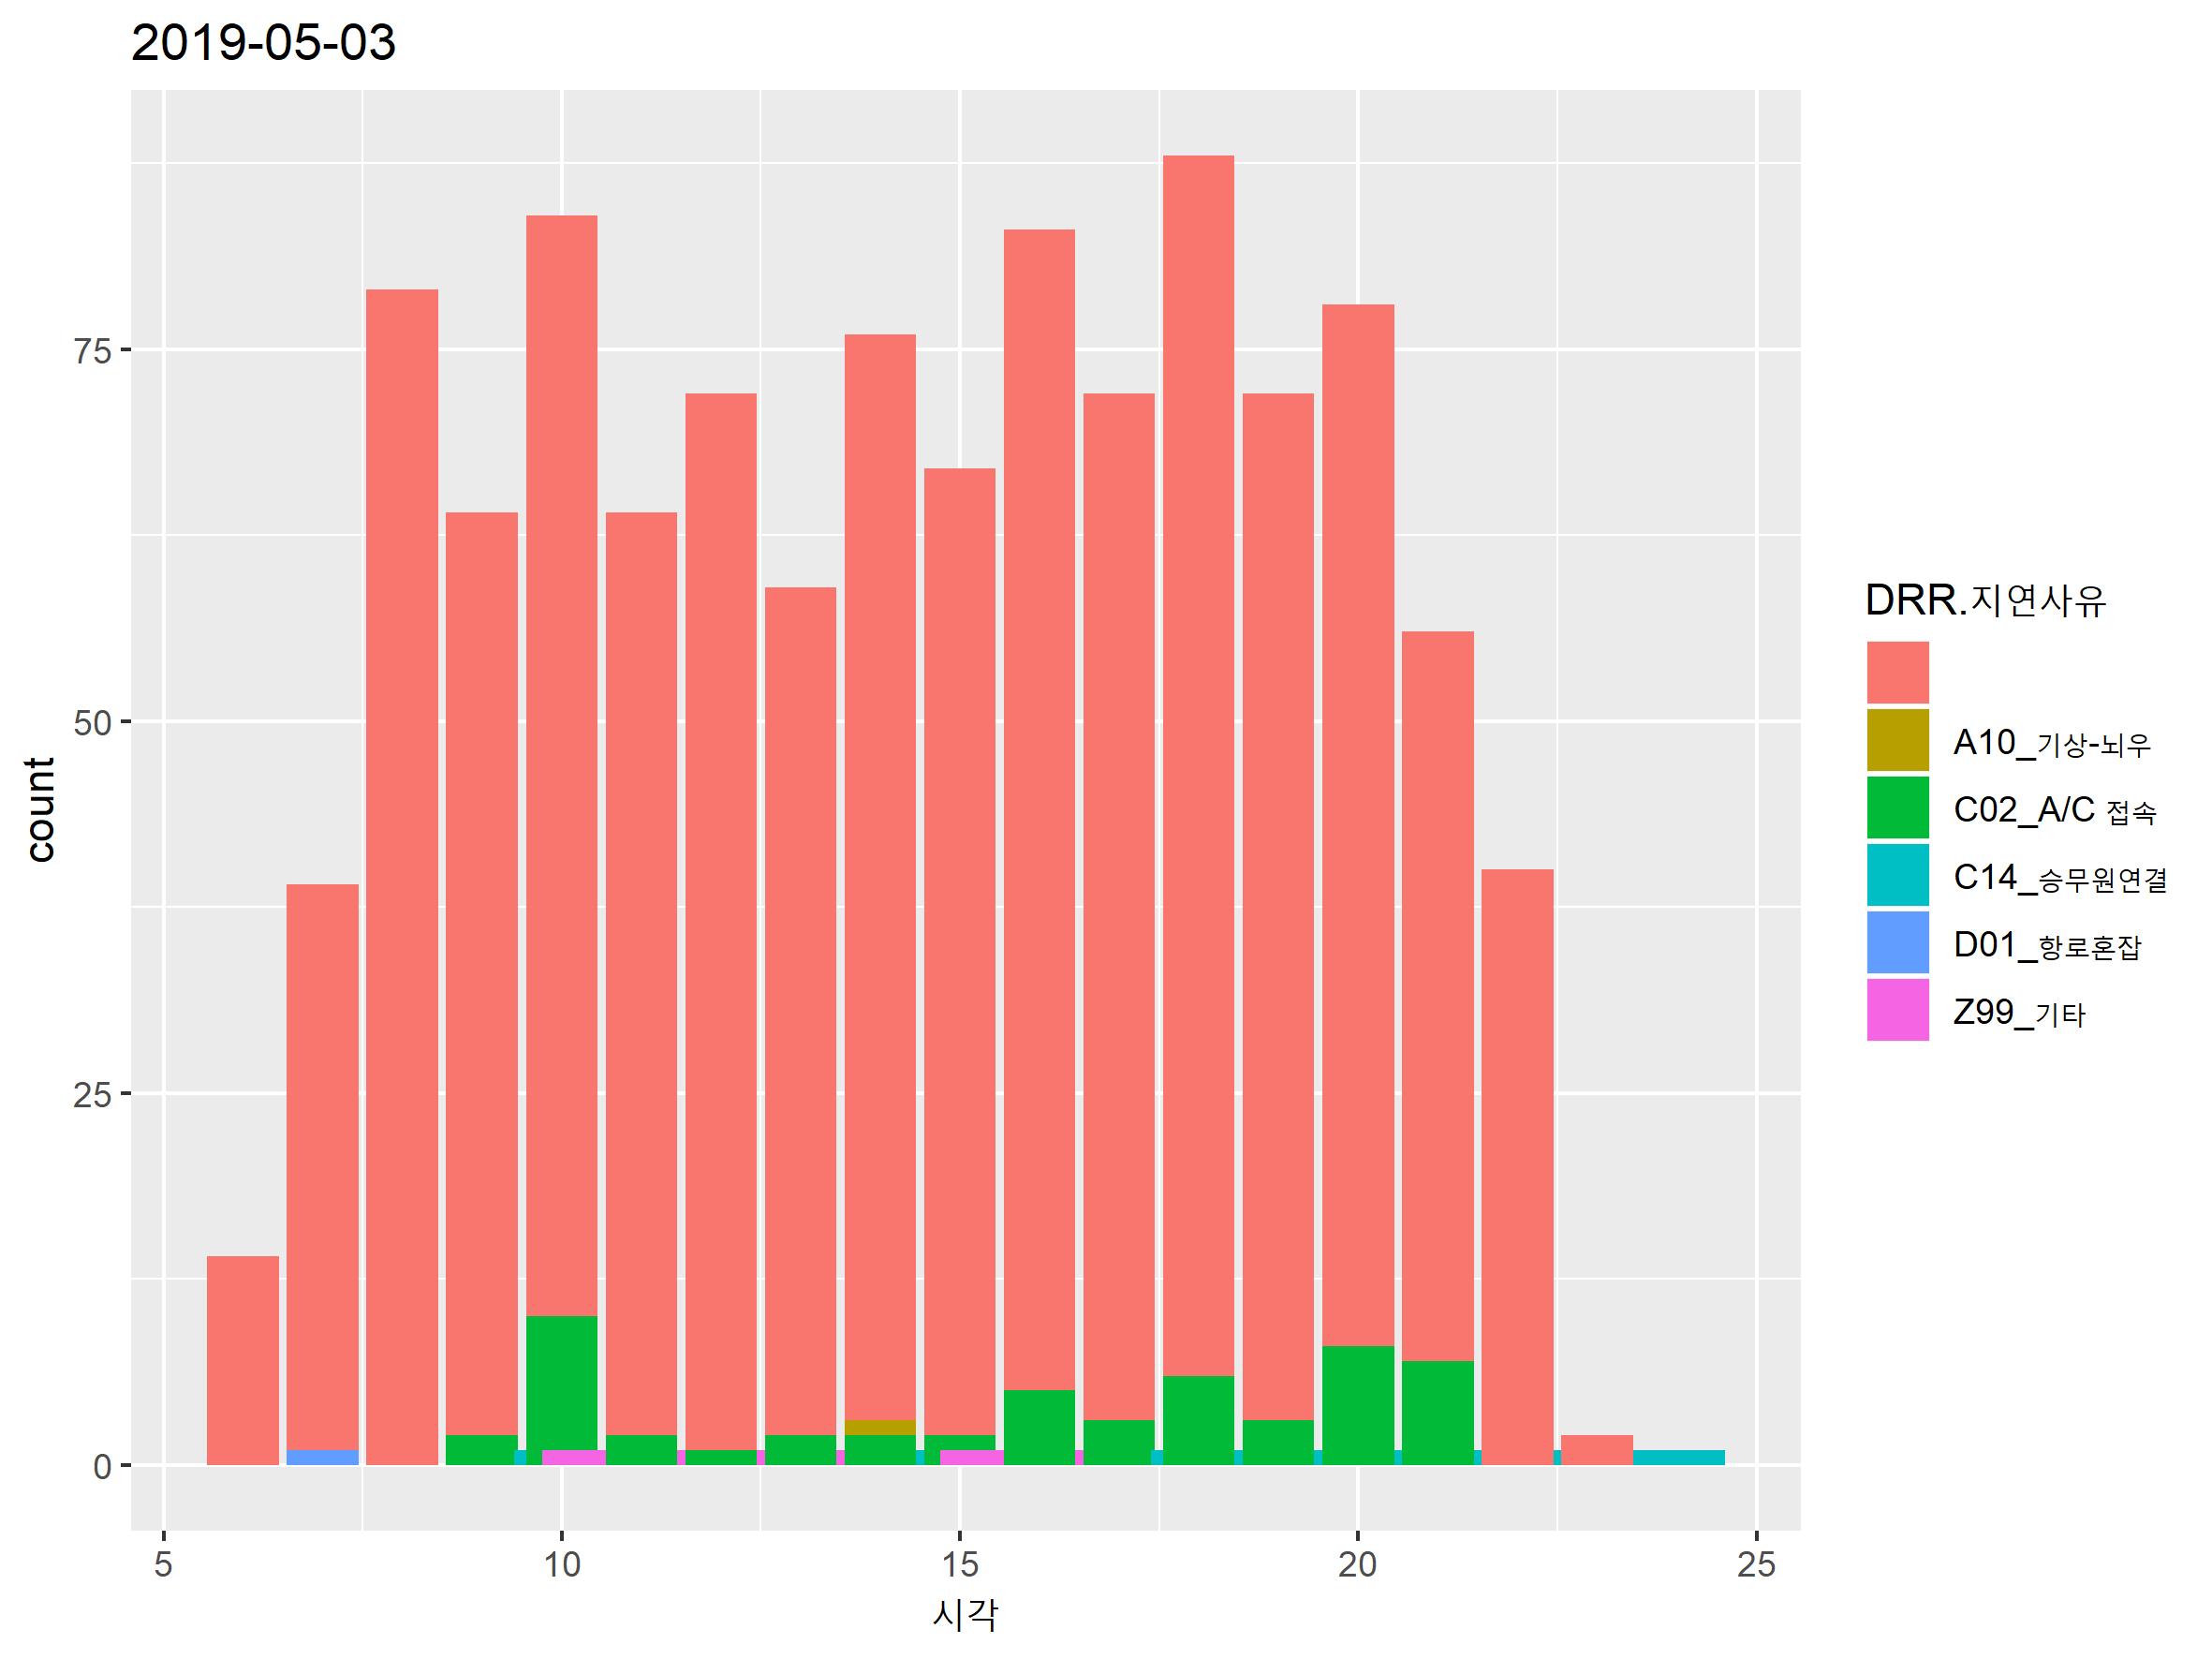 2019-05-03
count
75
50
25
0
5 10 15 20 25
시각
DRR.지연사유
A10_기상-뇌우
C02_A/C 접속
C14_승무원연결
D01_항로혼잡
Z99_기타